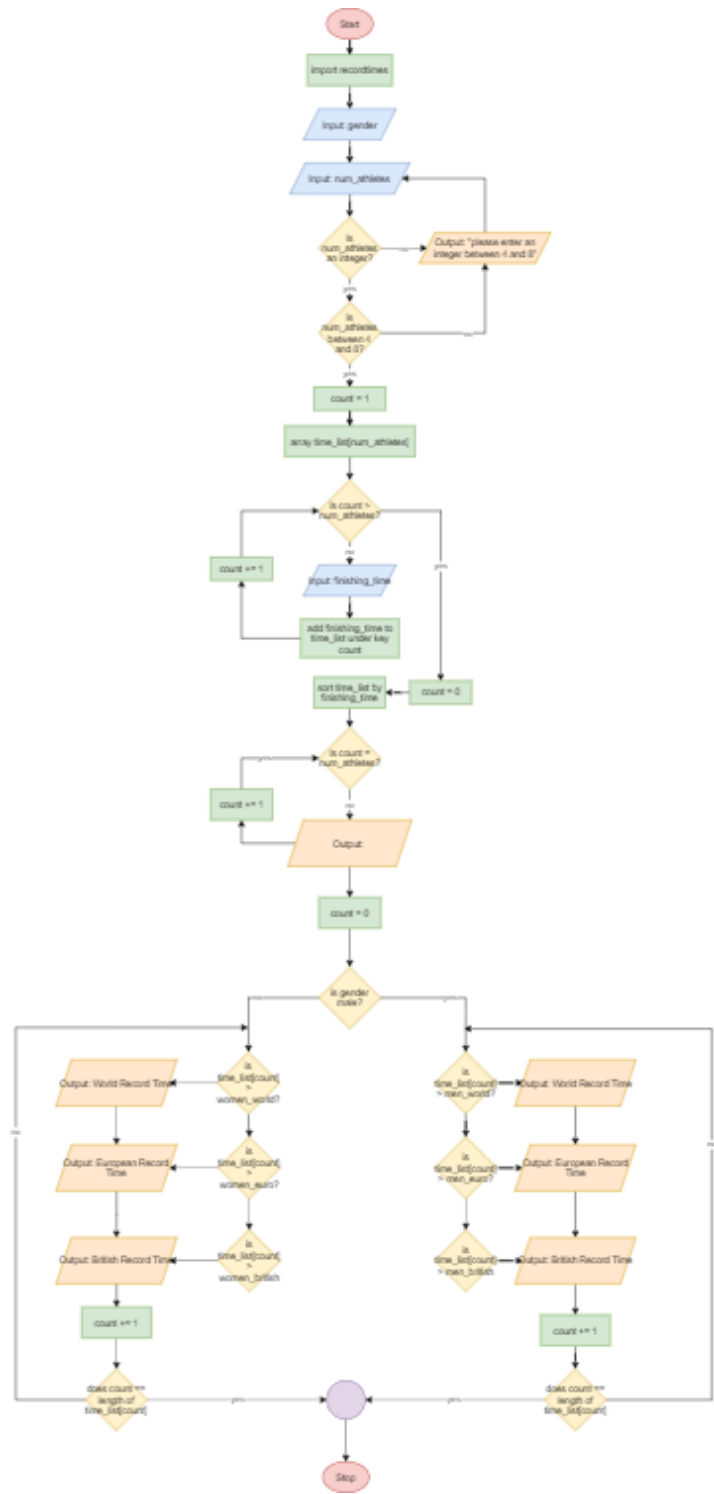 Start
import recordtimes
Input: gender
Input: num_athletes
is
num_athletes
an integer?
no
Output: "please enter an
integer between 4 and 8"
yes
is
num_athletes
between 4
and 8?
no
yes
count = 1
array time_list[num_athletes]
is count >
num_athletes?
no
yes
count += 1
Input: finishing_time
add finishing_time to
time_list under key
count
sort time_list by
finishing_time
count = 0
is count =
num_athletes?
yes
no
count += 1
Output:
count = 0
is gender
male?
yes
is
time_list[count]
>
women_world?
Output: World Record Time
is
time_list[count]
> men_world?
Output: World Record Time
no
Output: European Record
Time
is
time_list[count]
>
women_euro?
is
time_list[count]
> men_euro?
Output: European Record
Time
Output: British Record Time
is
time_list[count]
>
women_british
is
time_list[count]
> men_british
Output: British Record Time
count += 1
count += 1
does count ==
length of
time_list[count]
yes
yes
does count ==
length of
time_list[count]
Stop